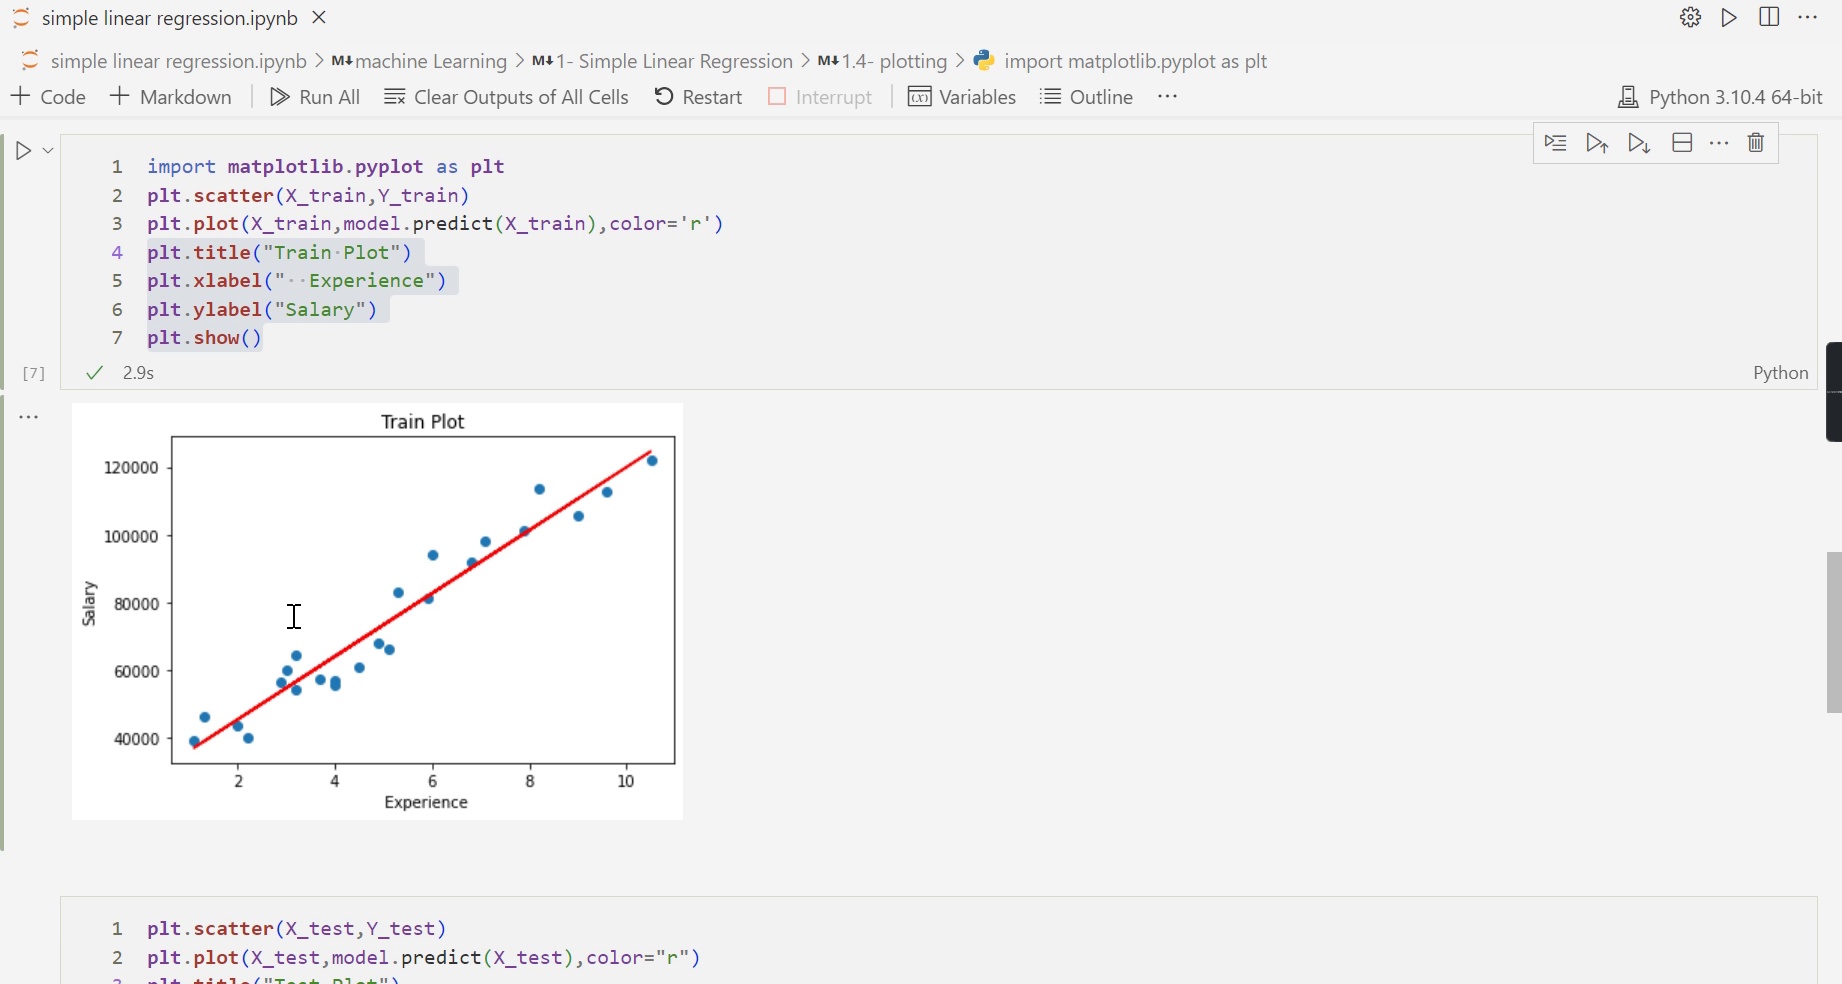 simple linear regression.ipynb
simple linear regression.ipynb > M↓machine Learning > M↓1- Simple Linear Regression > M↓1.4- plotting > import matplotlib.pyplot as plt
+ Code + Markdown Run All Clear Outputs of All Cells Restart Interrupt Variables Outline ··· Python 3.10.4 64-bit
1 import matplotlib.pyplot as plt
2 plt.scatter(X_train,Y_train)
3 plt.plot(X_train,model.predict(X_train),color='r')
4 plt.title("Train·Plot")
5 plt.xlabel("··Experience")
6 plt.ylabel("Salary")
7 plt.show()
[7] ✓ 2.9s Python
Train Plot
120000
100000
80000
60000
40000
Salary
2 4 6 8 10
Experience
1 plt.scatter(X_test,Y_test)
2 plt.plot(X_test,model.predict(X_test),color="r")
3 plt.title("Test Plot")